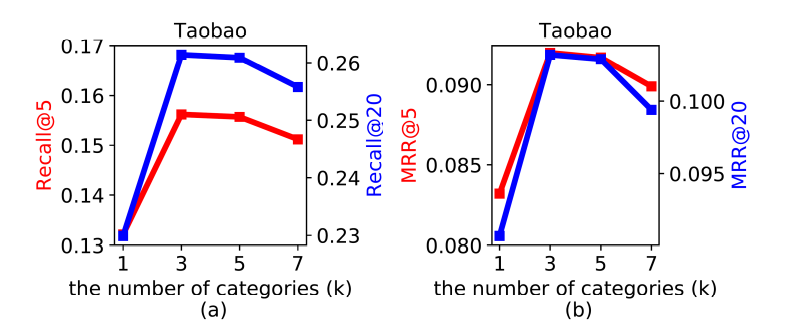 Taobao
0.17
0.16
0.15
0.14
0.13
Recall@5
0.26
0.25
0.24
0.23
Recall@20
1 3 5 7
the number of categories (k)
(a)
Taobao
0.090
0.085
0.080
MRR@5
0.100
0.095
MRR@20
1 3 5 7
the number of categories (k)
(b)